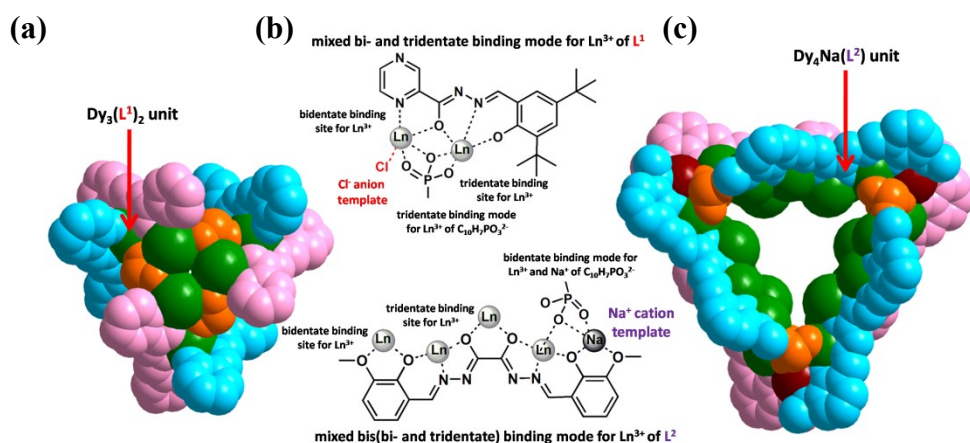 (a)
(b)
(c)
mixed bi- and tridentate binding mode for Ln³⁺ of L¹
Dy₃(L¹)₂ unit
Dy₄Na(L²) unit
N
N
N
N
O
O
bidentate binding
site for Ln³⁺
Ln
Ln
Cl
Cl⁻ anion
template
O
O
O
P
tridentate binding
site for Ln³⁺
tridentate binding mode
for Ln³⁺ of C₁₀H₇PO₃²⁻
bidentate binding mode for
Ln³⁺ and Na⁺ of C₁₀H₇PO₃²⁻
tridentate binding
site for Ln³⁺
bidentate binding
site for Ln³⁺
O
P
O
O
Na⁺ cation
template
Ln
Ln
Ln
Ln
Na
O
O
O
O
O
O
N
N
N
N
mixed bis(bi- and tridentate) binding mode for Ln³⁺ of L²